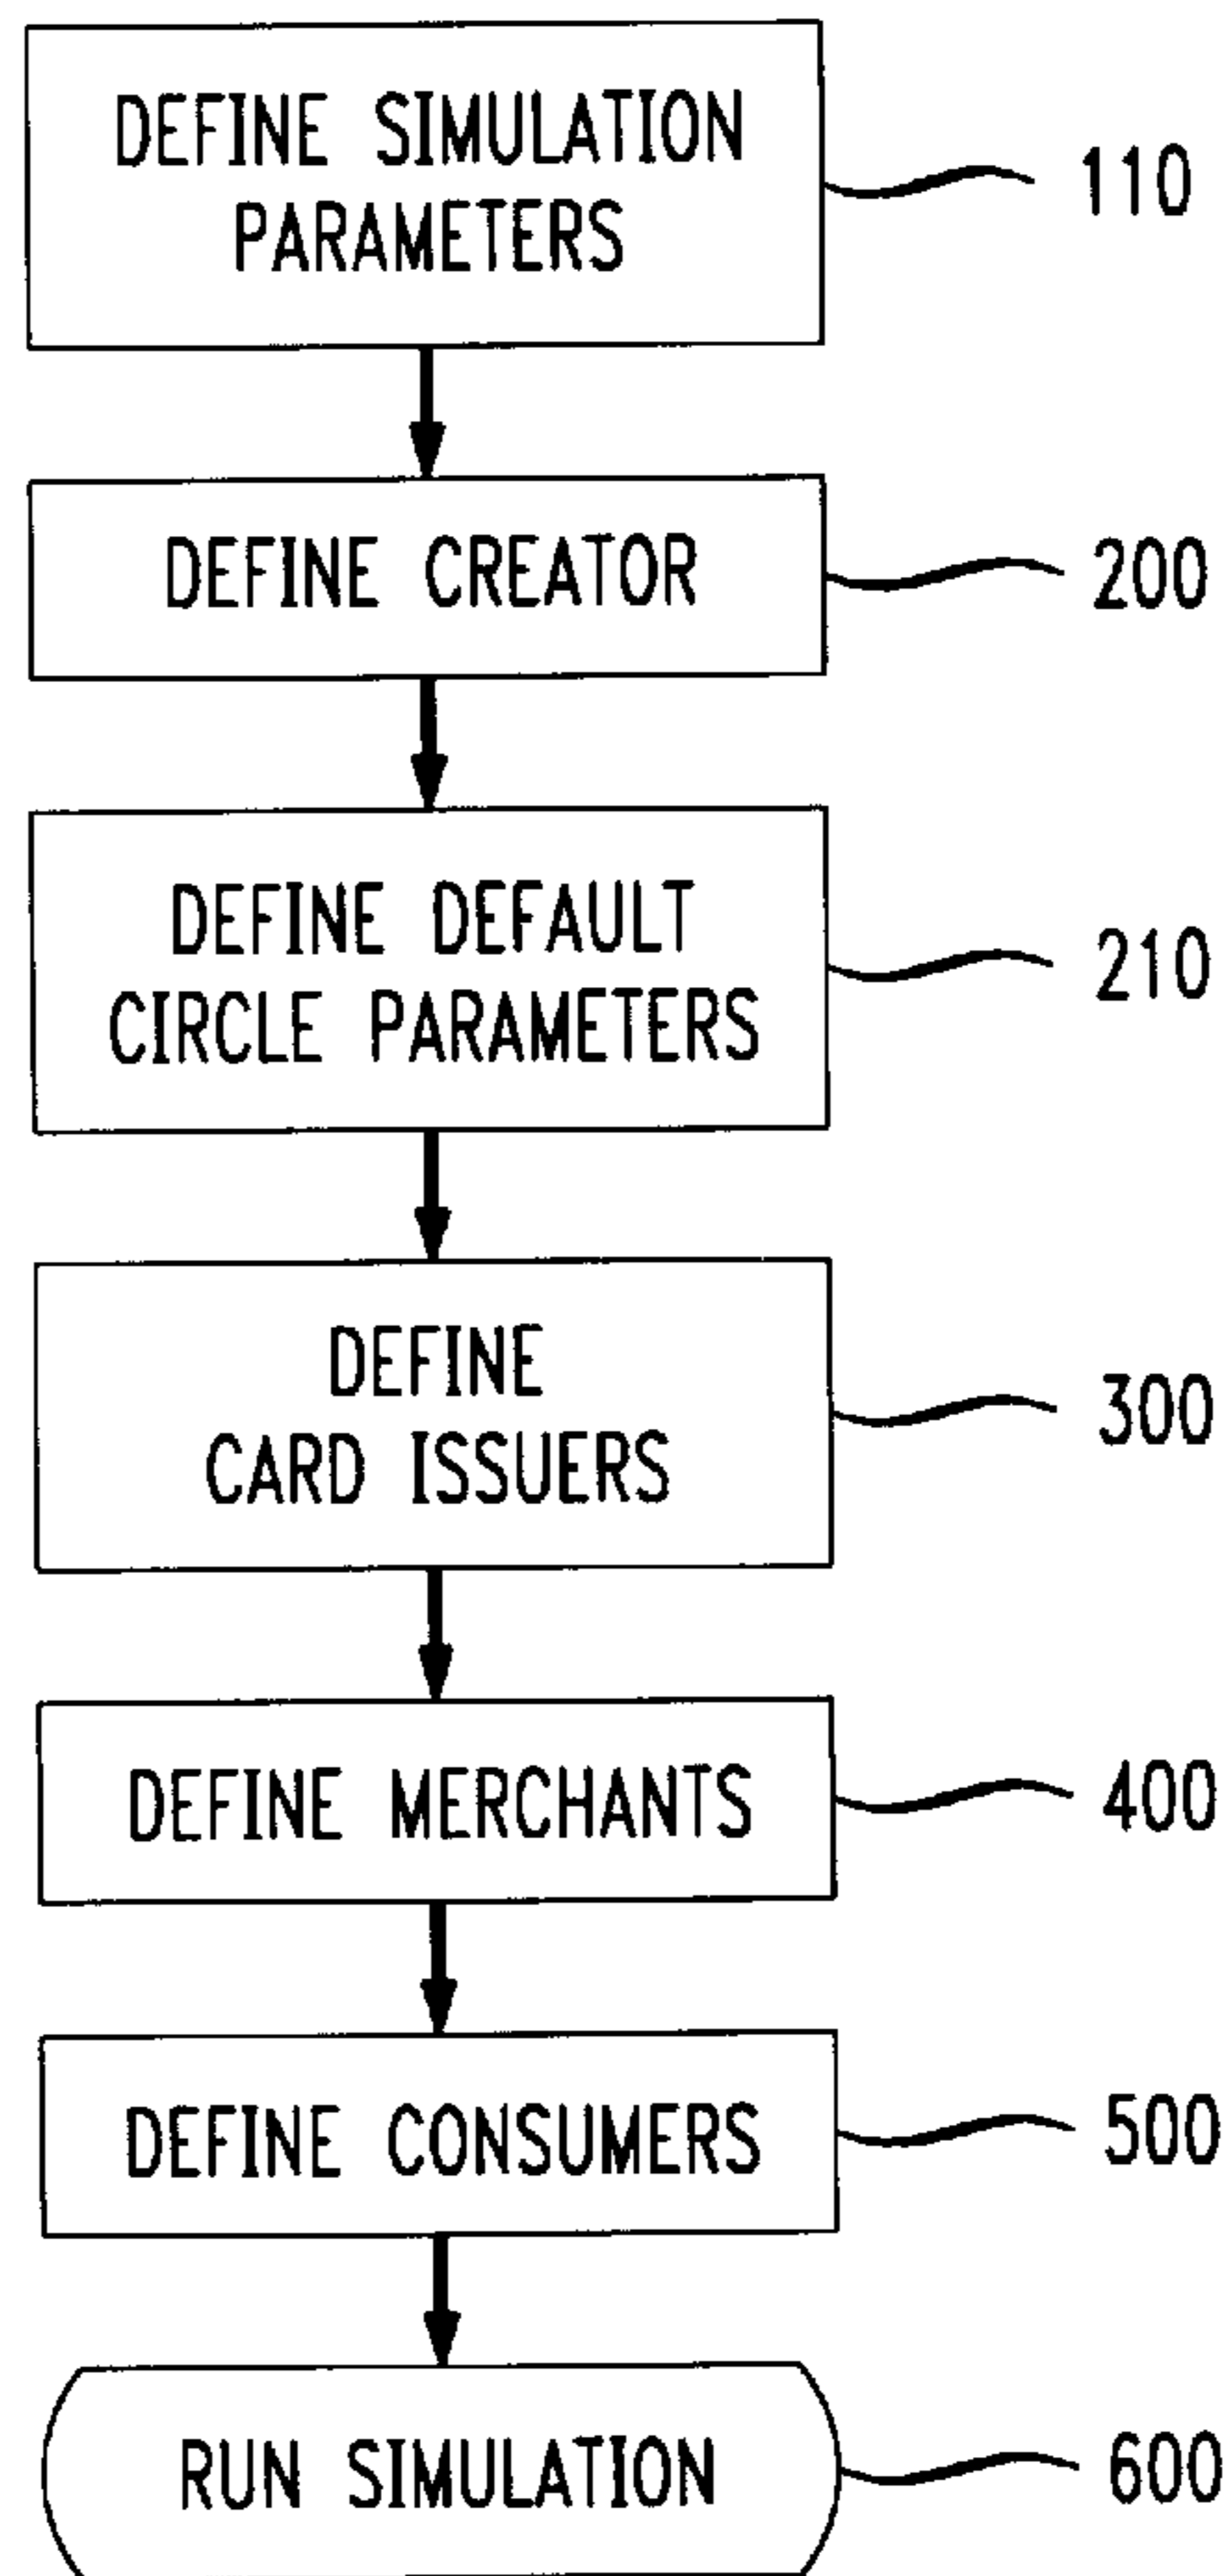 DEFINE SIMULATION
PARAMETERS
110
DEFINE CREATOR
200
DEFINE DEFAULT
CIRCLE PARAMETERS
210
DEFINE
CARD ISSUERS
300
DEFINE MERCHANTS
400
DEFINE CONSUMERS
500
RUN SIMULATION
600